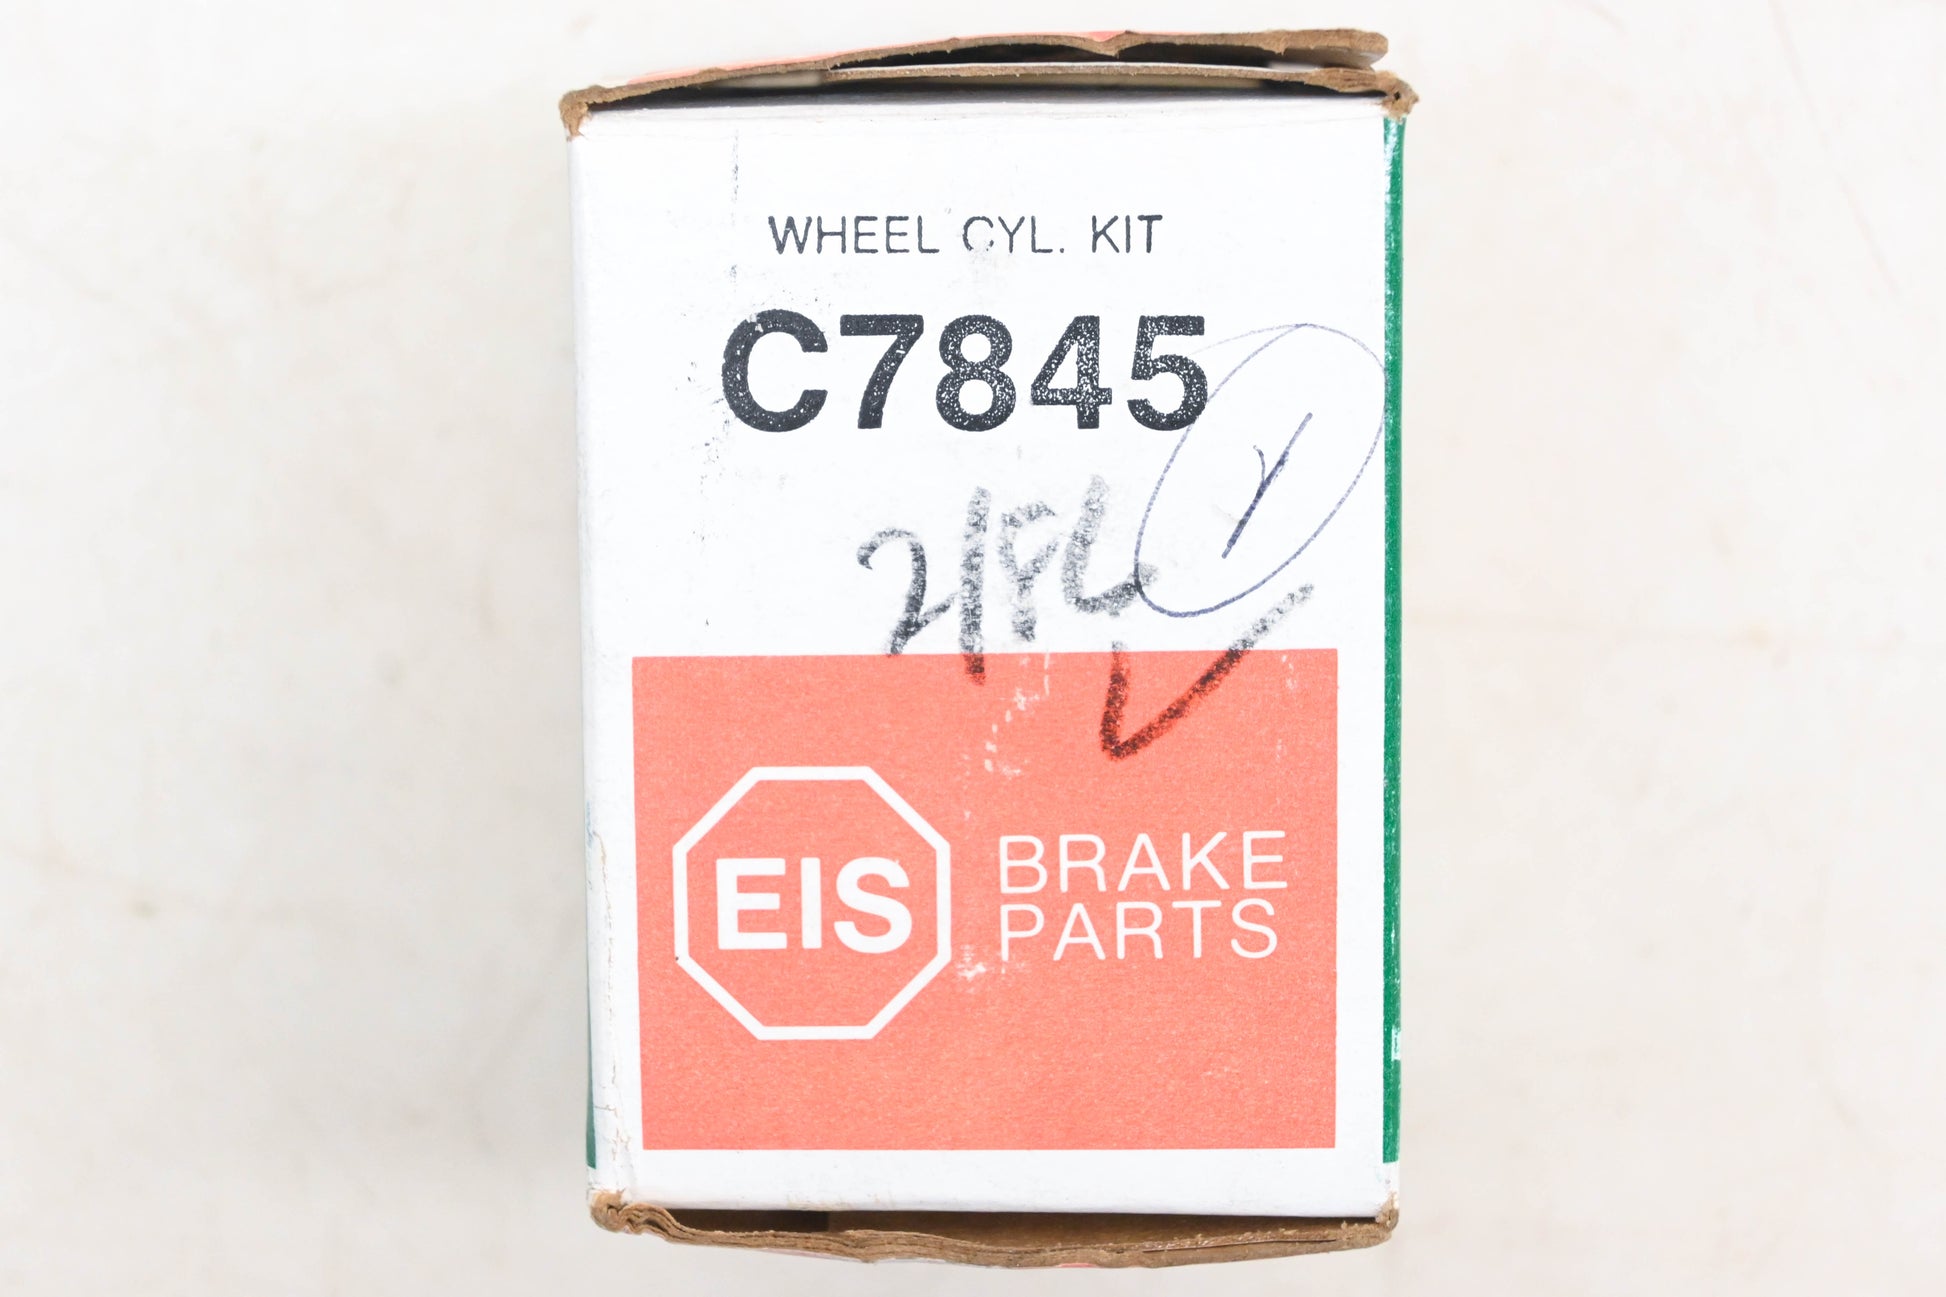 WHEEL CYL. KIT
C7845
EIS
BRAKE
PARTS